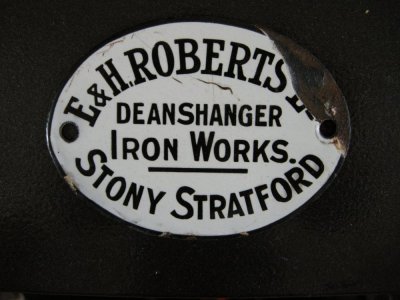 E & H. ROBERTS
DEANSHANGER
IRON WORKS.
STONY STRATFORD